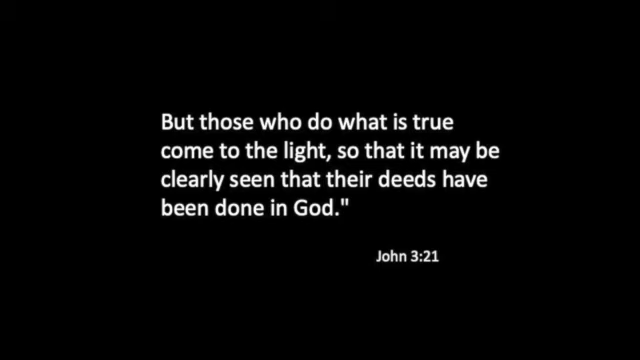 But those who do what is true
come to the light, so that it may be
clearly seen that their deeds have
been done in God."
John 3:21